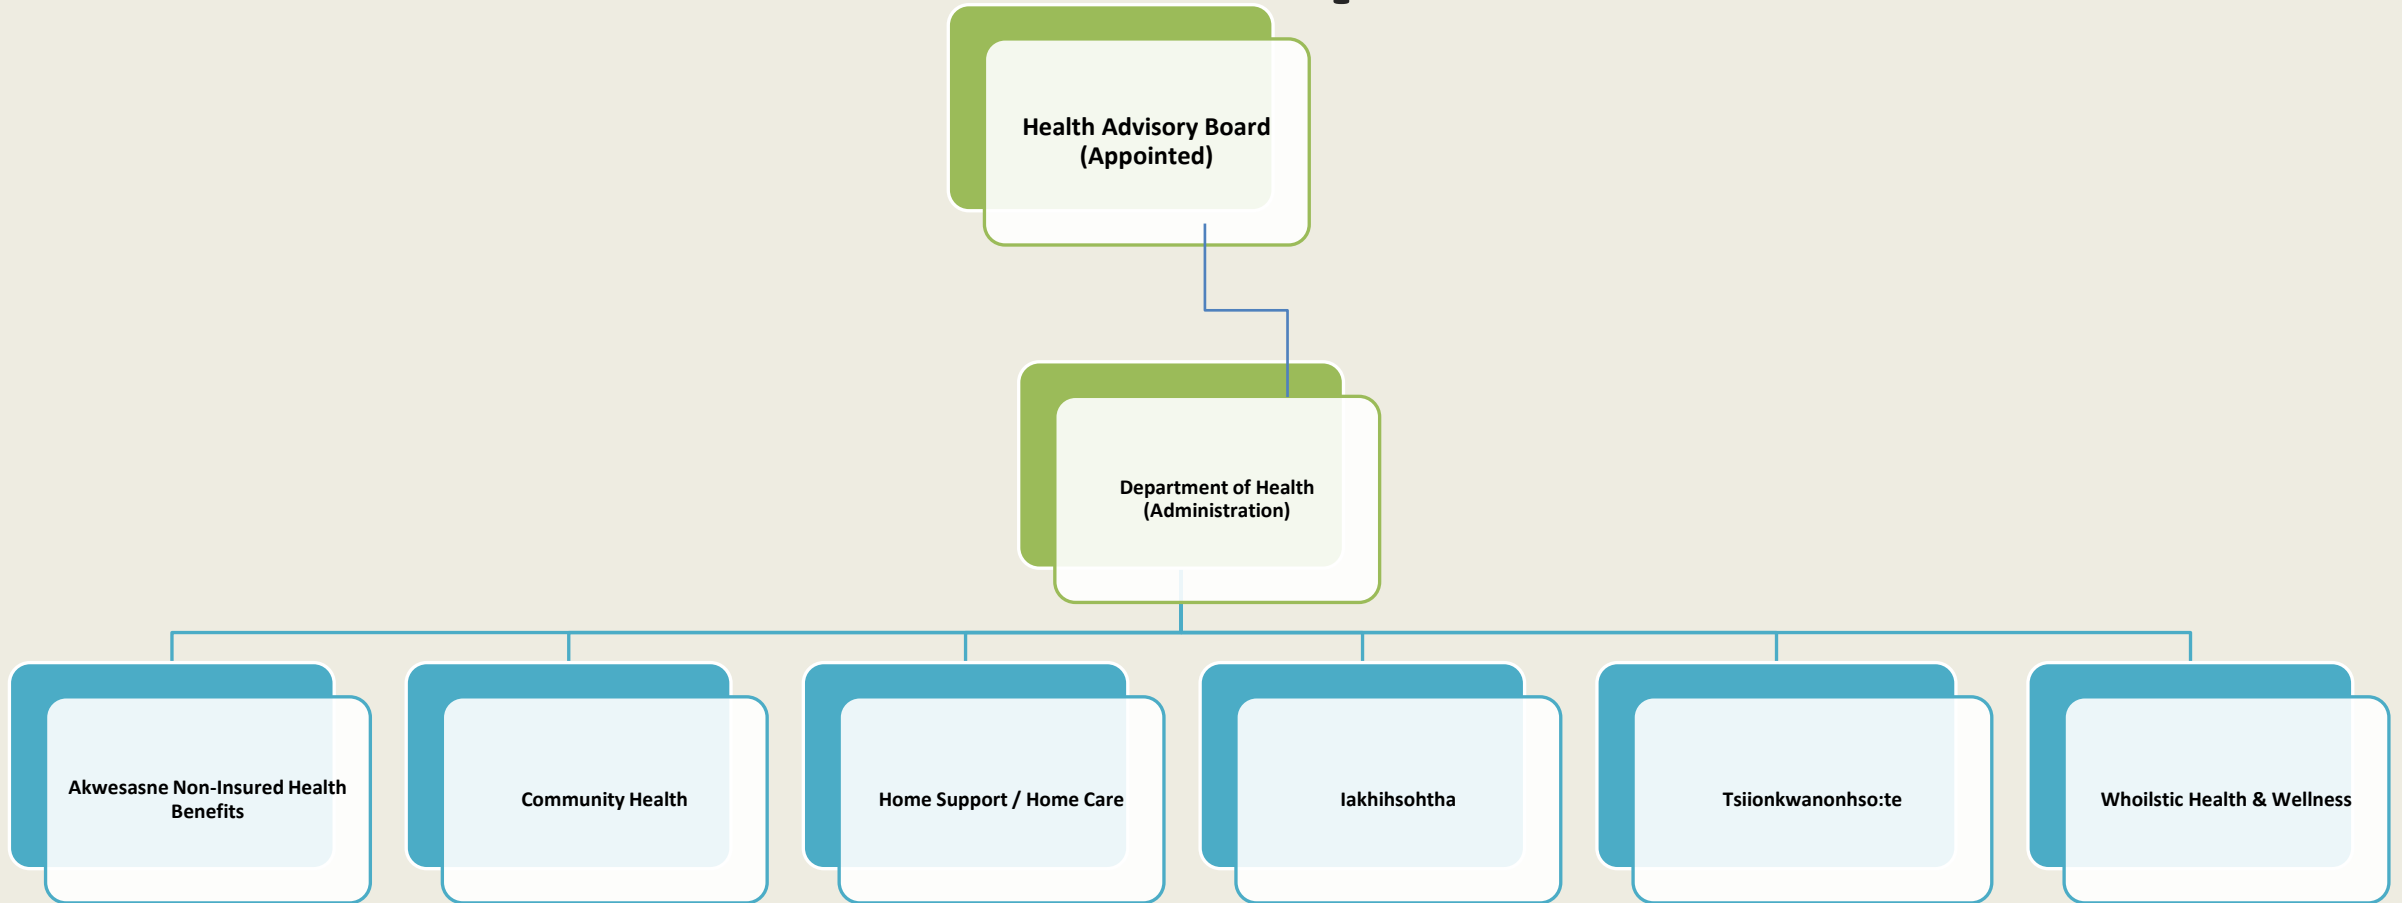 Health Advisory Board
(Appointed)
Department of Health
(Administration)
Akwesasne Non-Insured Health
Benefits
Community Health
Home Support / Home Care
Iakhihsohtha
Tsiionkwanonhso:te
Whoilstic Health & Wellness